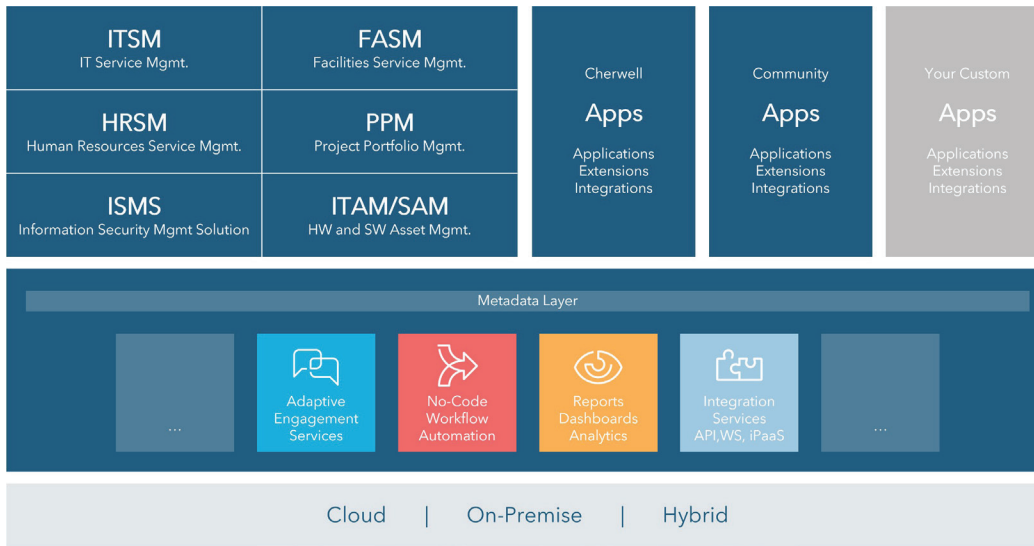 ITSM
IT Service Mgmt.
FASM
Facilities Service Mgmt.
HRSM
Human Resources Service Mgmt.
PPM
Project Portfolio Mgmt.
ISMS
Information Security Mgmt Solution
ITAM/SAM
HW and SW Asset Mgmt.
Cherwell
Apps
Applications
Extensions
Integrations
Community
Apps
Applications
Extensions
Integrations
Your Custom
Apps
Applications
Extensions
Integrations
Metadata Layer
...
Adaptive
Engagement
Services
No-Code
Workflow
Automation
Reports
Dashboards
Analytics
Integration
Services
API,WS, iPaaS
...
Cloud | On-Premise | Hybrid